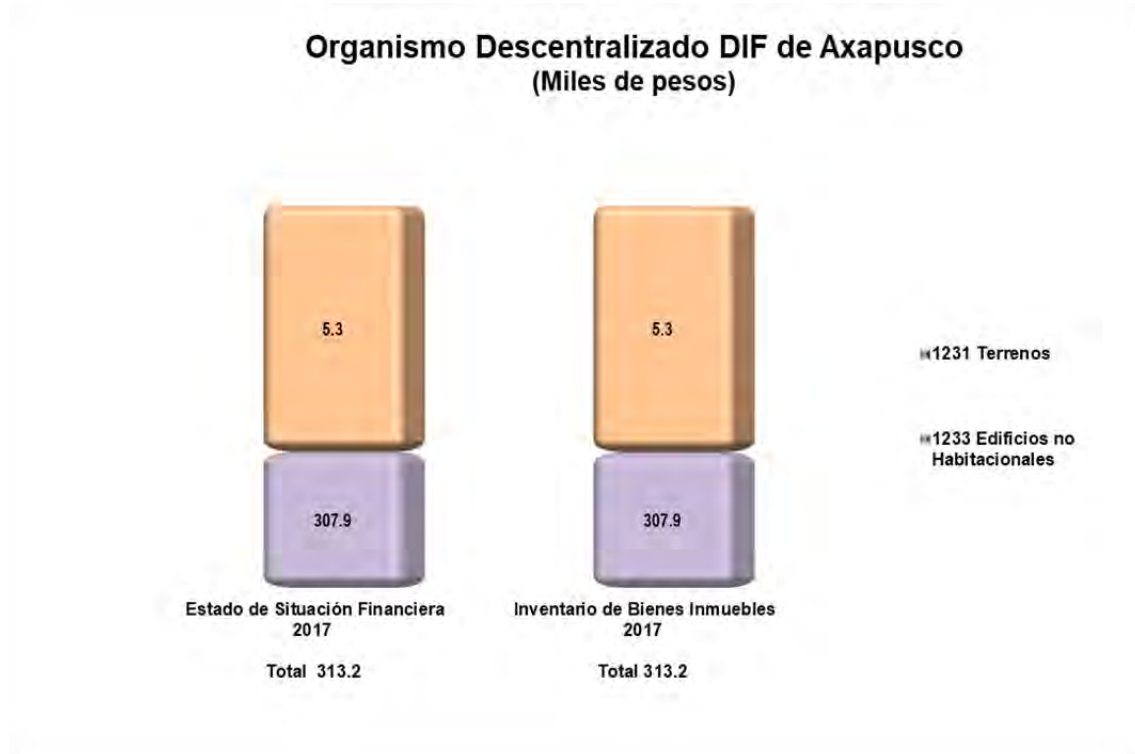 Organismo Descentralizado DIF de Axapusco
(Miles de pesos)
5.3
5.3
1231 Terrenos
1233 Edificios no
Habitacionales
307.9
307.9
Estado de Situación Financiera
2017
Total 313.2
Inventario de Bienes Inmuebles
2017
Total 313.2